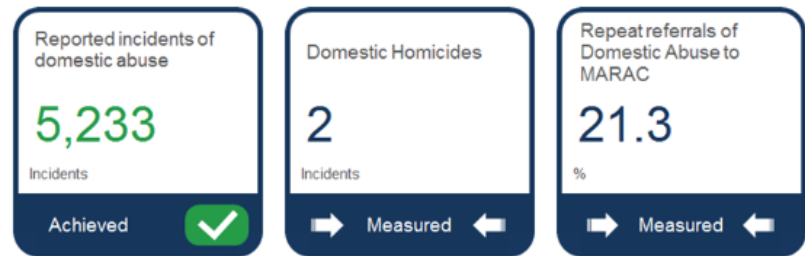 Reported incidents of
domestic abuse
5,233
Incidents
Achieved
Domestic Homicides
2
Incidents
Measured
Repeat referrals of
Domestic Abuse to
MARAC
21.3
%
Measured